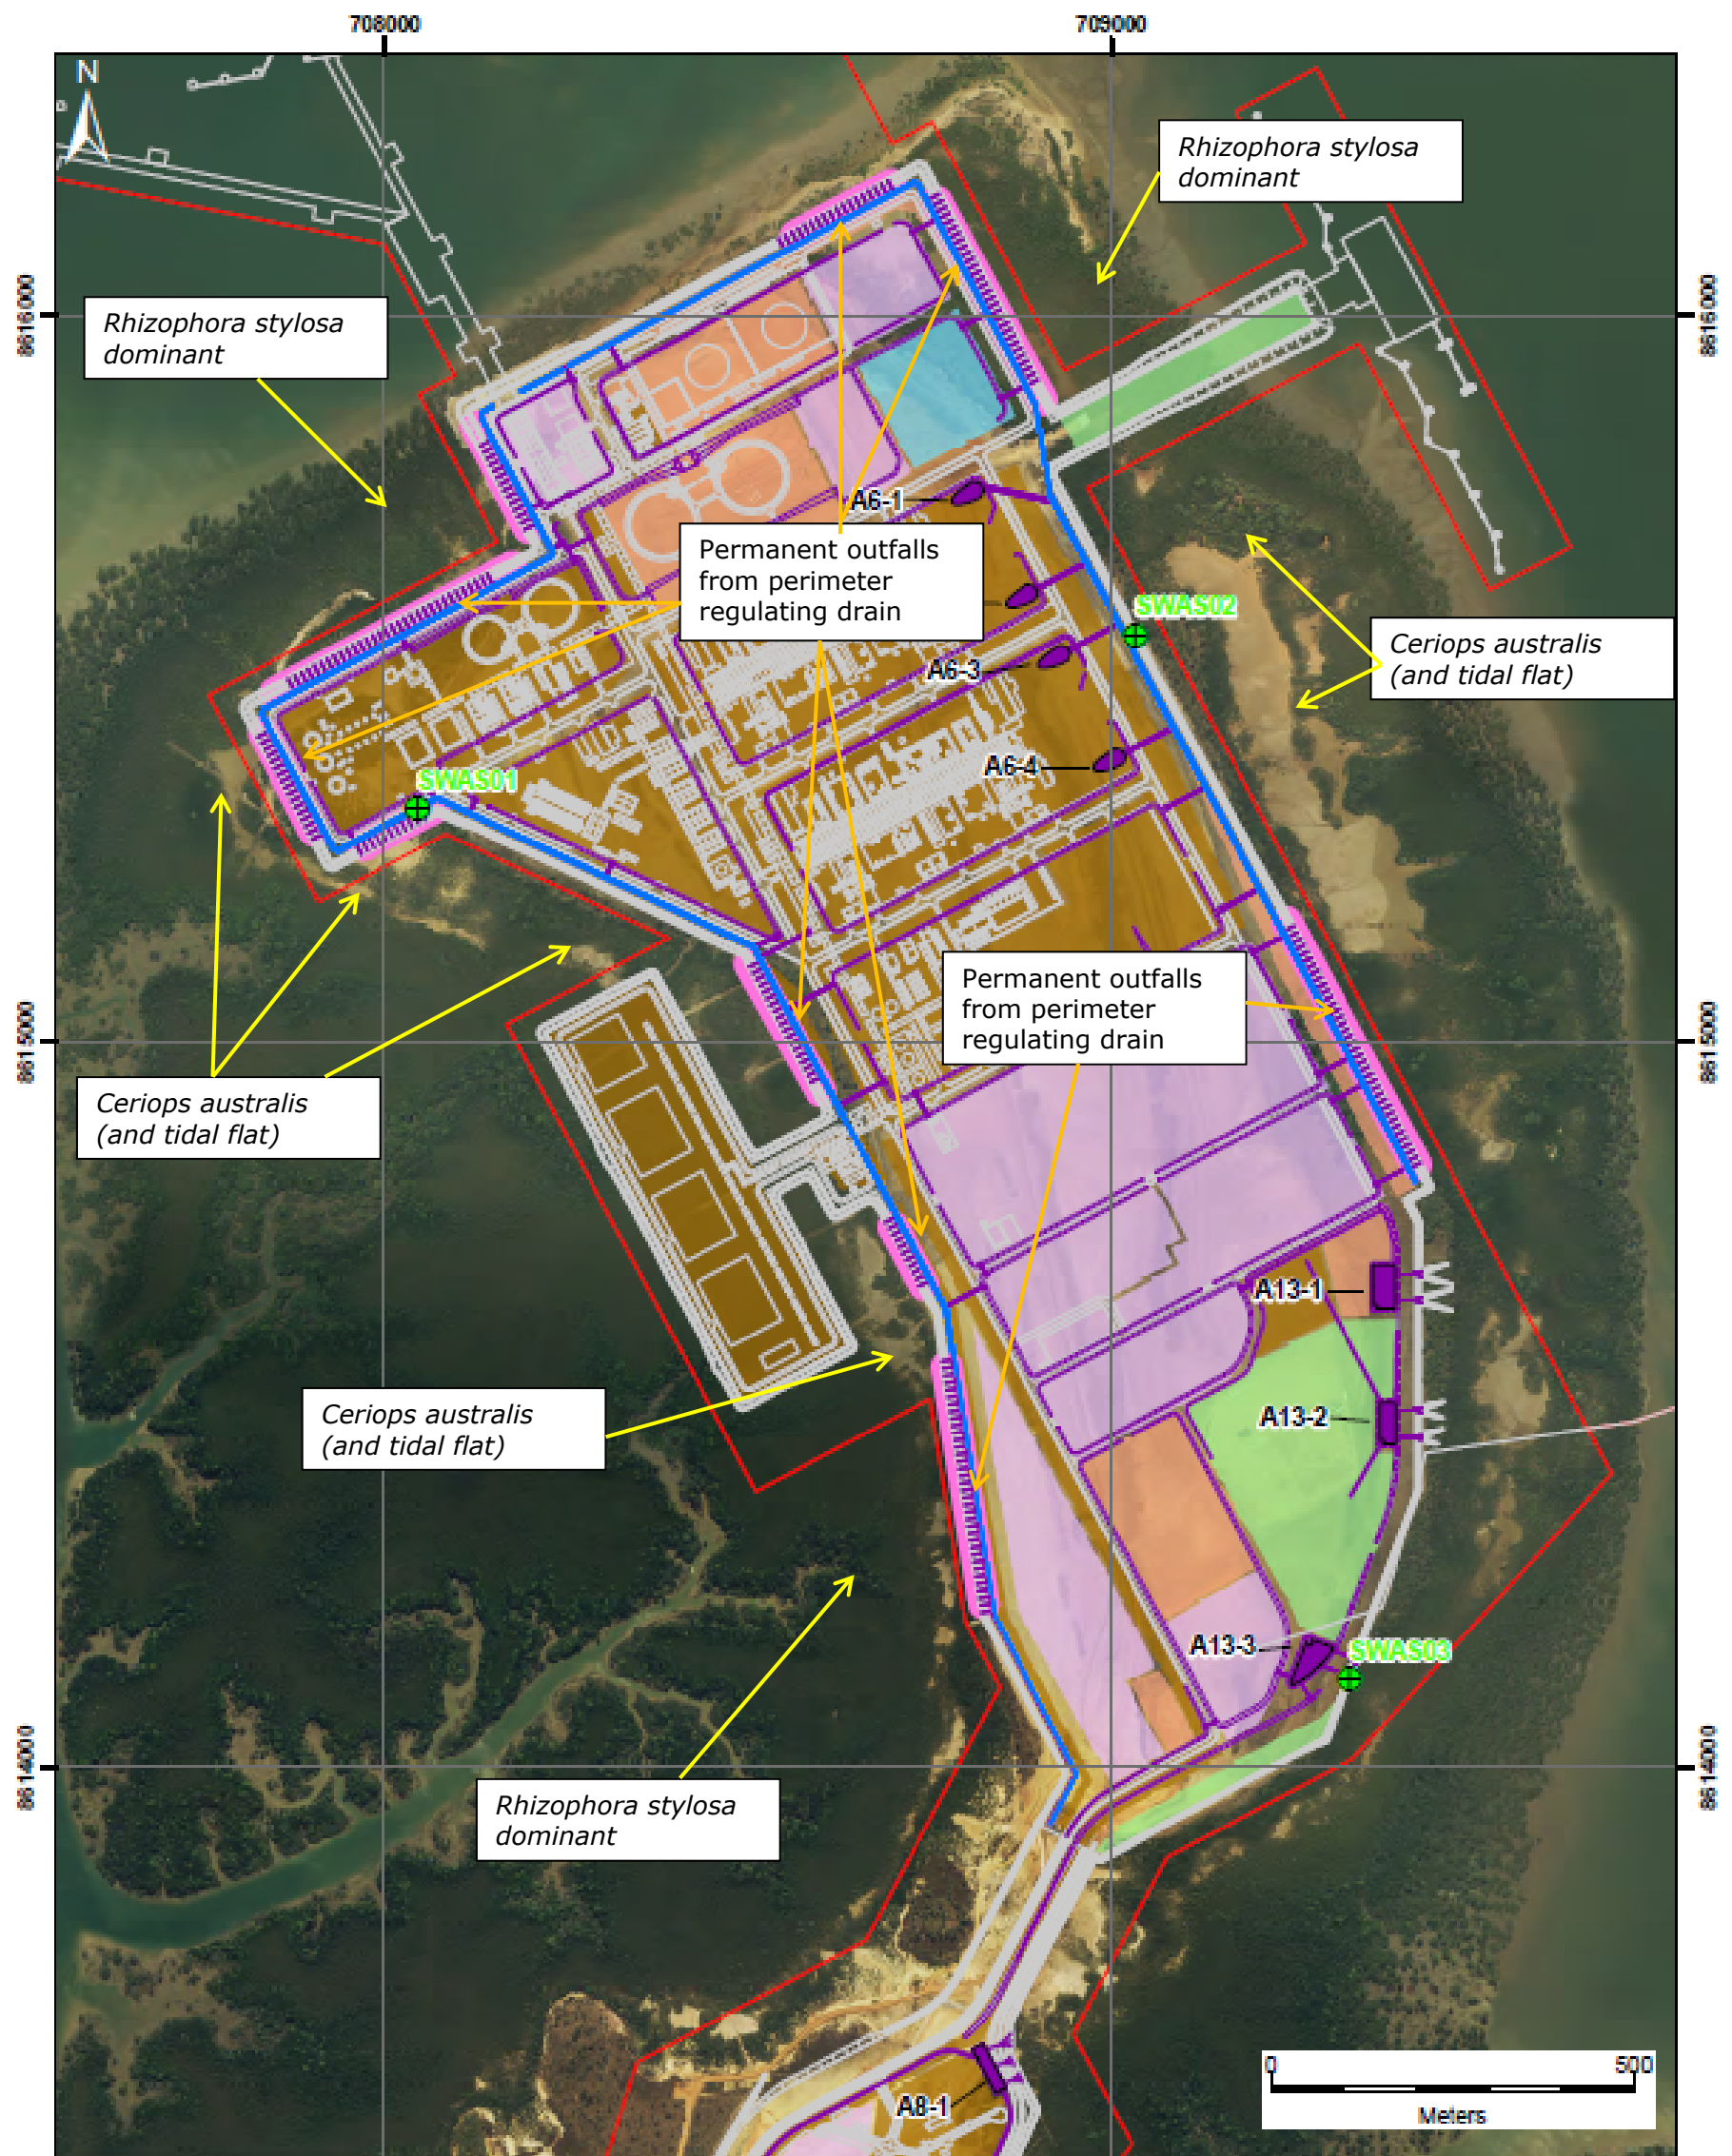 708000
709000
N
Rhizophora stylosa
dominant
8616000
8616000
Rhizophora stylosa
dominant
A6-1
Permanent outfalls
from perimeter
regulating drain
SWAS02
Ceriops australis
(and tidal flat)
A6-3
A6-4
SWAS01
Permanent outfalls
from perimeter
regulating drain
8615000
8615000
Ceriops australis
(and tidal flat)
A13-1
Ceriops australis
(and tidal flat)
A13-2
A13-3
SWAS03
8614000
8614000
Rhizophora stylosa
dominant
0
500
Meters
A8-1